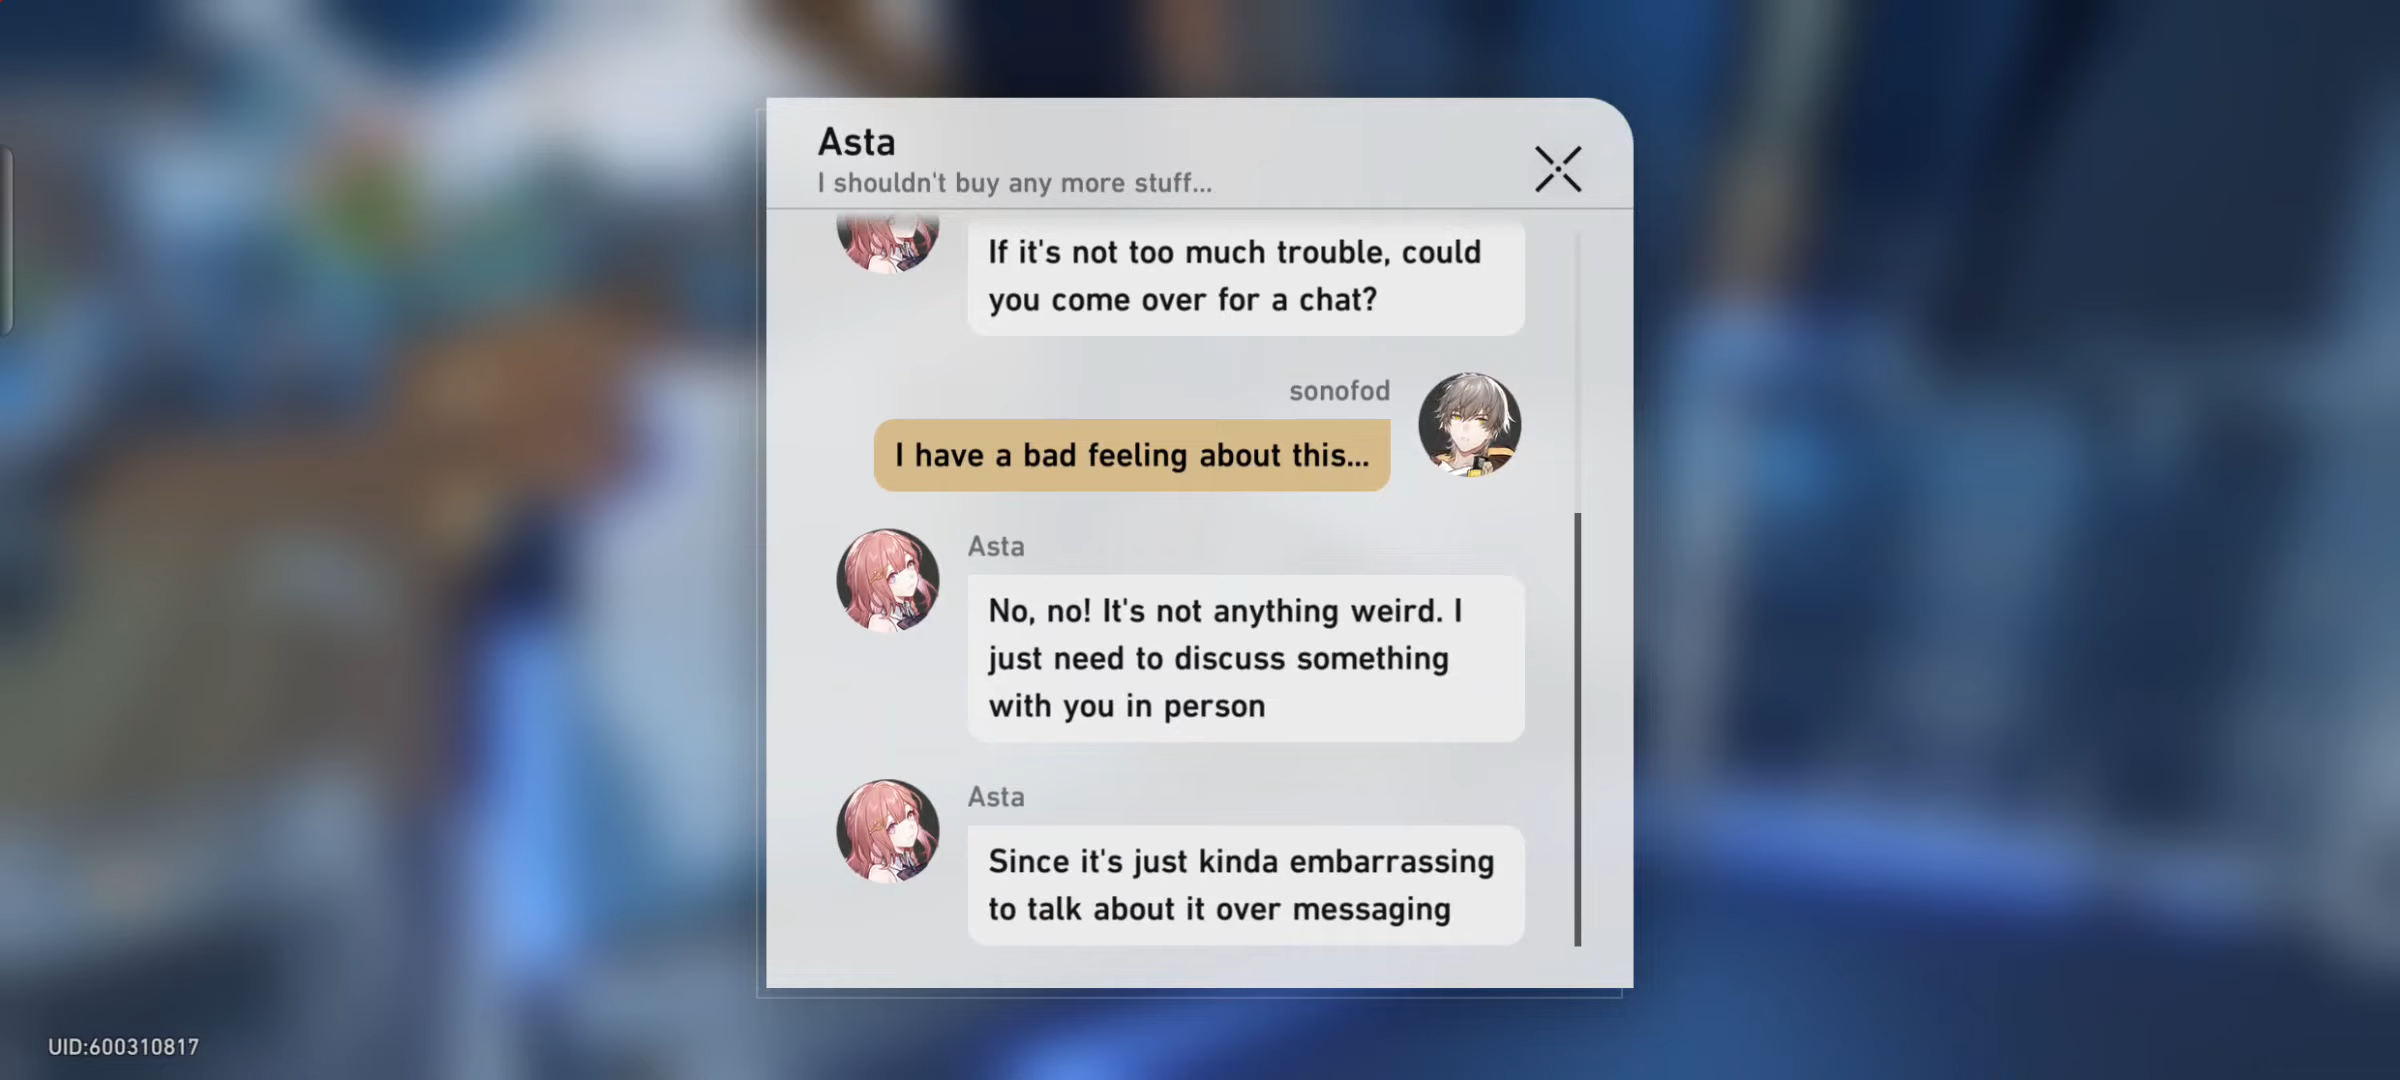 Asta
I shouldn't buy any more stuff...
If it's not too much trouble, could
you come over for a chat?
sonofod
I have a bad feeling about this...
Asta
No, no! It's not anything weird. I
just need to discuss something
with you in person
Asta
Since it's just kinda embarrassing
to talk about it over messaging
UID:600310817